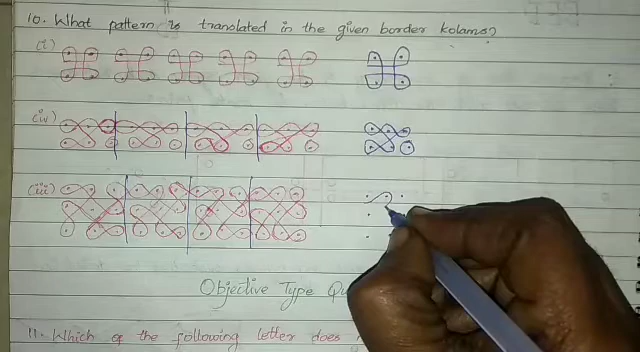 10. What pattern is translated in the given border kolams?
(i)
(iv)
(iii)
Objective Type Qu
11. Which of the following letter does